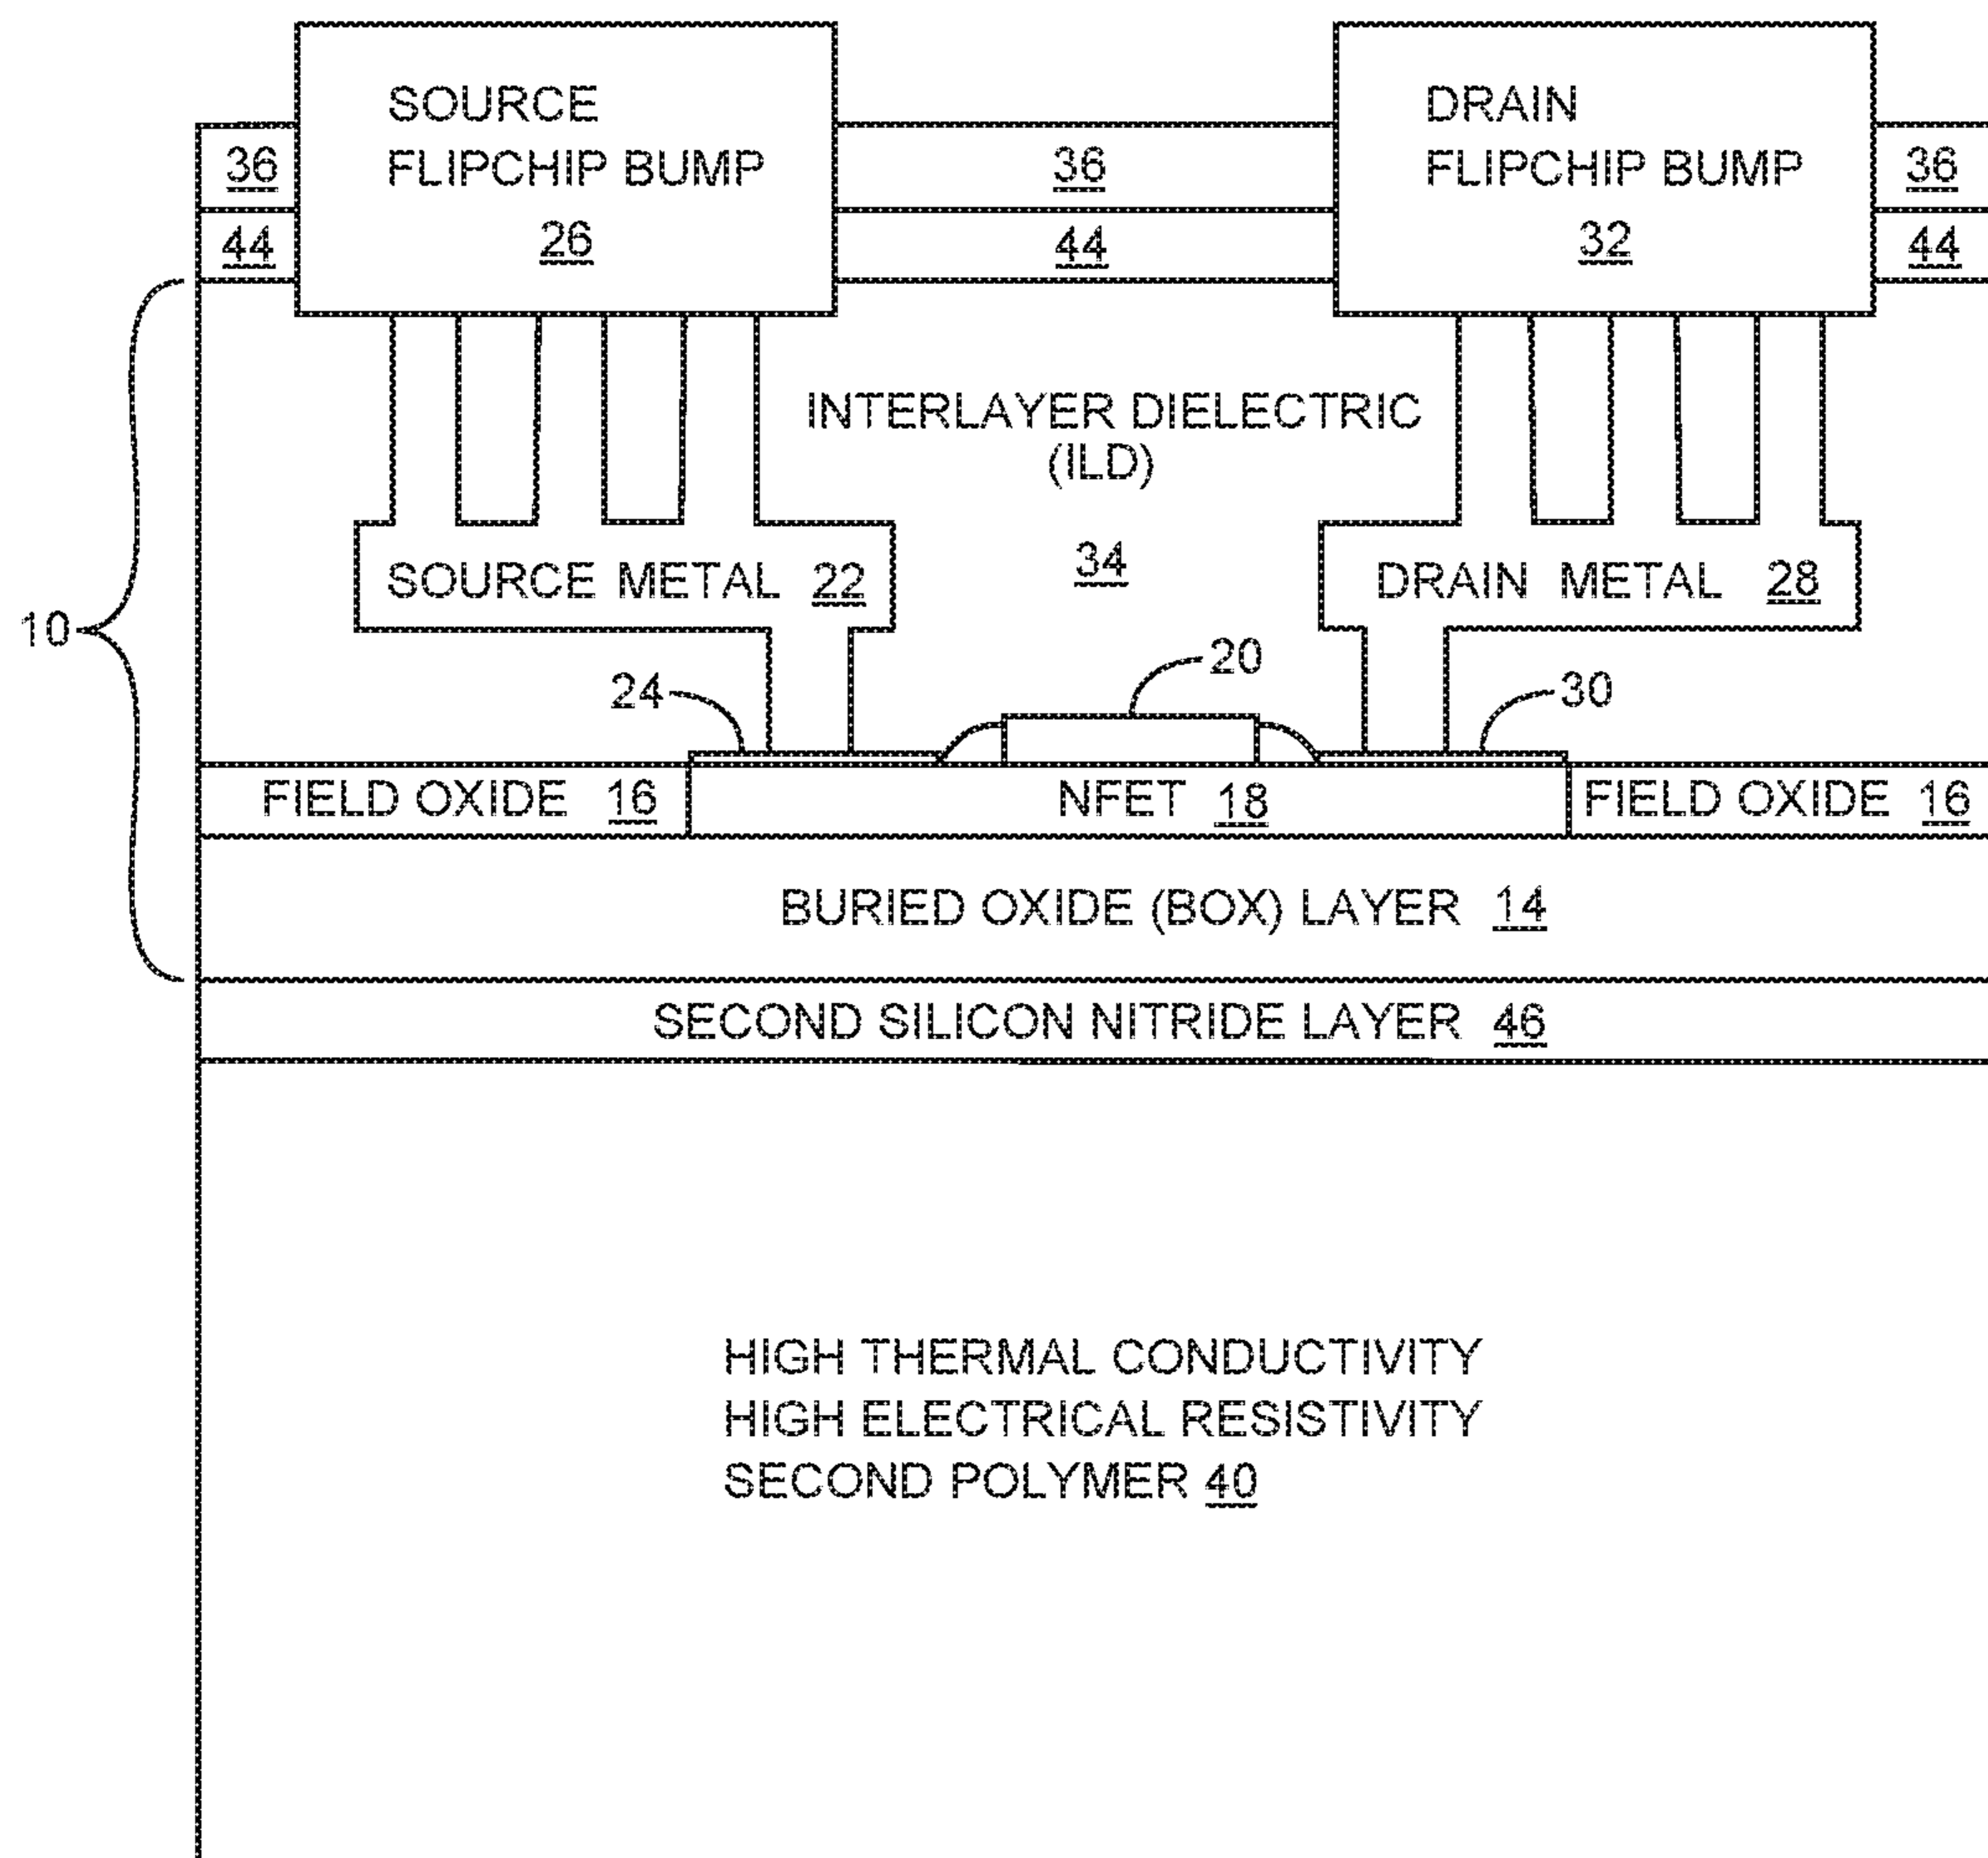 SOURCE
FLIPCHIP BUMP
26
DRAIN
FLIPCHIP BUMP
32
36
36
36
44
44
44
INTERLAYER DIELECTRIC
(ILD)
34
SOURCE METAL 22
DRAIN METAL 28
10
20
24
30
FIELD OXIDE 16
NFET 18
FIELD OXIDE 16
BURIED OXIDE (BOX) LAYER 14
SECOND SILICON NITRIDE LAYER 46
HIGH THERMAL CONDUCTIVITY
HIGH ELECTRICAL RESISTIVITY
SECOND POLYMER 40